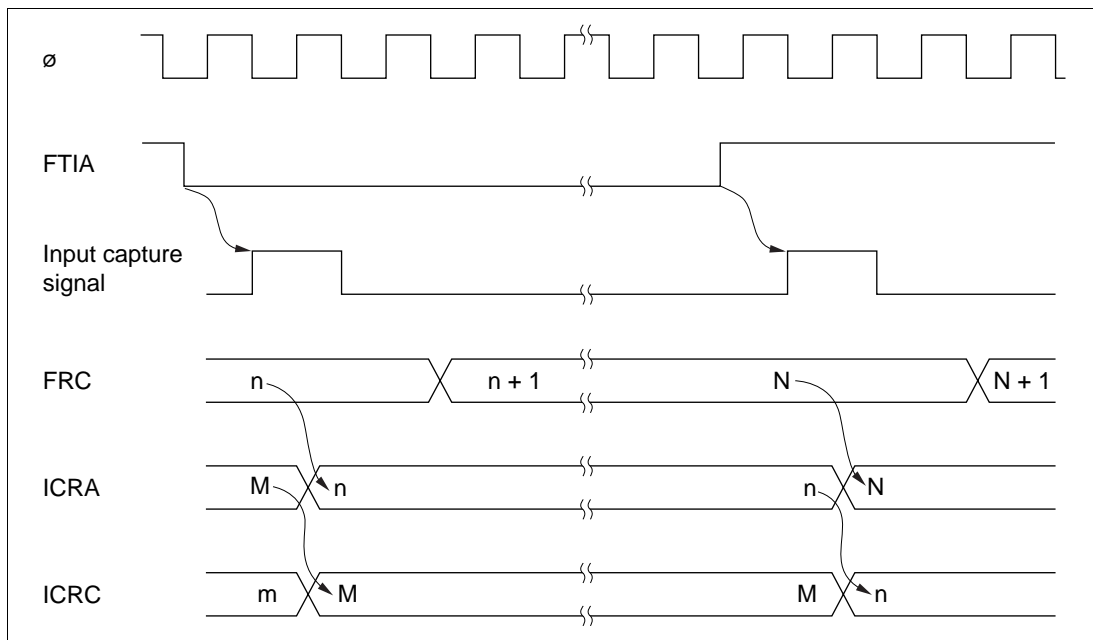 ø
FTIA
Input capture
signal
FRC
n
n + 1
N
N + 1
ICRA
M
n
n
N
ICRC
m
M
M
n